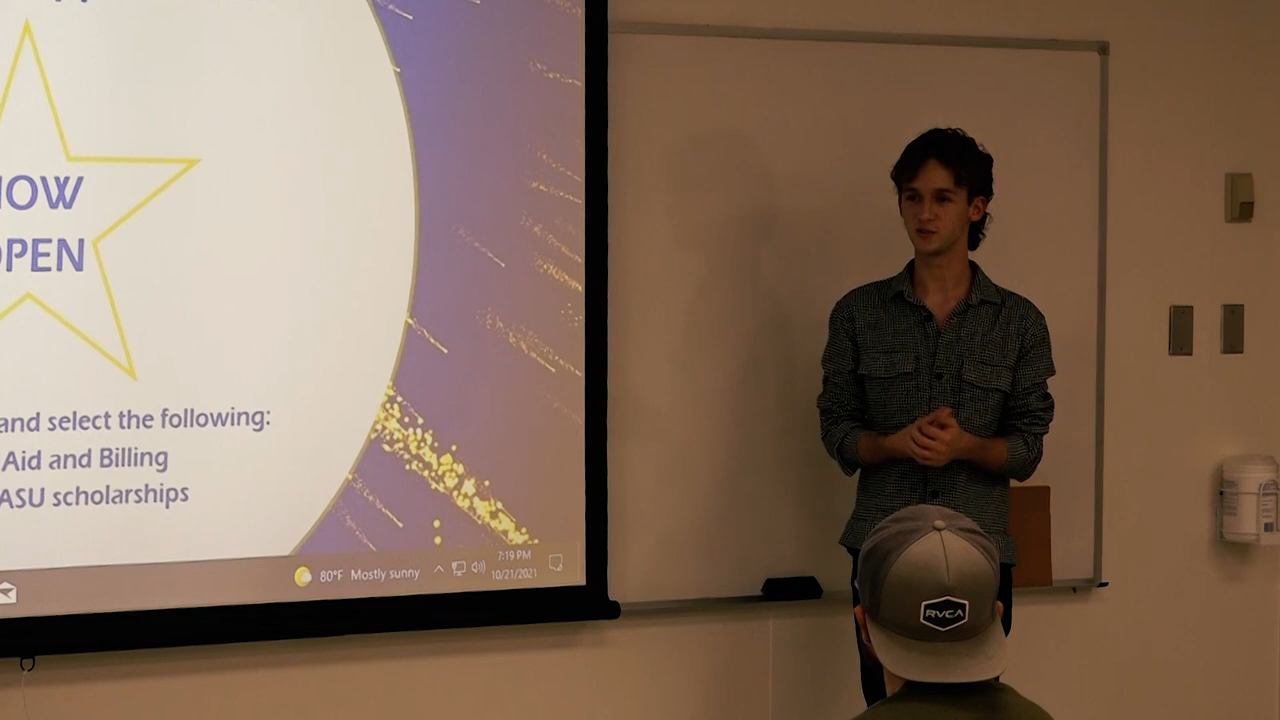 OPEN
and select the following:
Aid and Billing
ASU scholarships
80°F Mostly sunny
7:19 PM
10/21/2021
RVCA